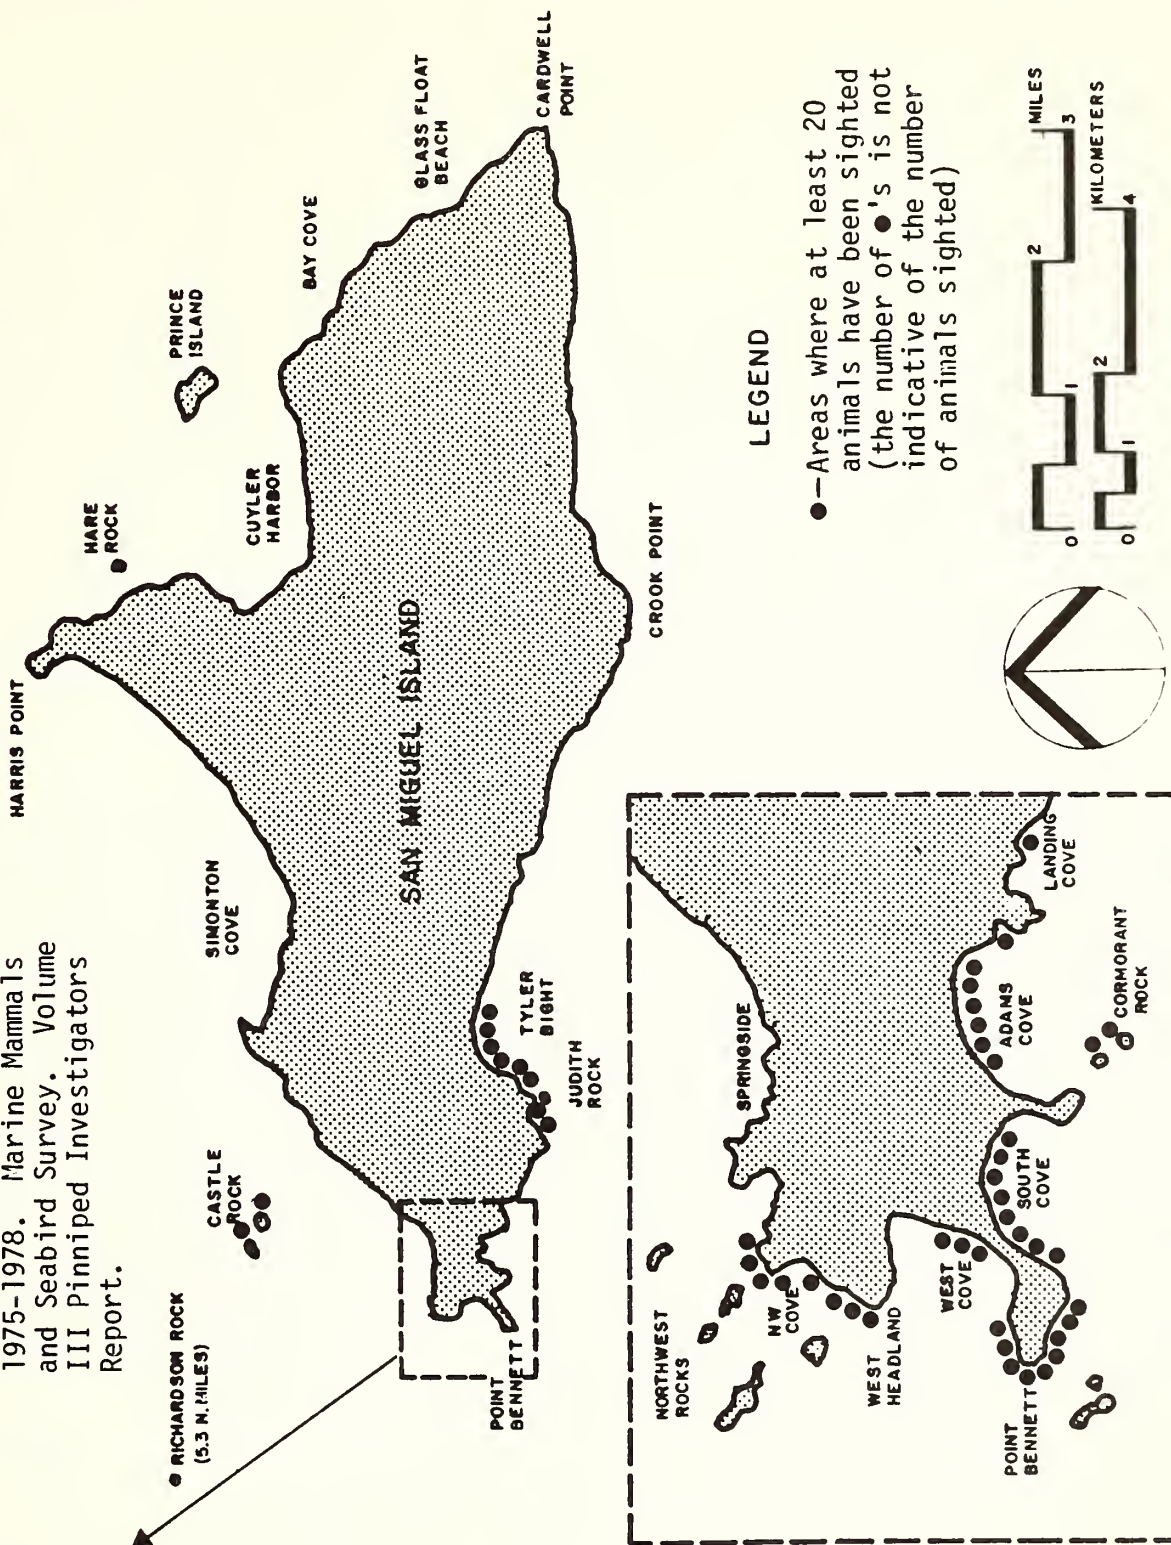 1975-1978. Marine Mammals
and Seabird Survey. Volume
III Pinniped Investigators
Report.
HARRIS POINT
HARE
ROCK
PRINCE
ISLAND
CUYLER
HARBOR
BAY COVE
GLASS FLOAT
BEACH
CARDWELL
POINT
SIMONTON
COVE
CASTLE
ROCK
RICHARDSON ROCK
(5.3 N. MILES)
SAN MIGUEL ISLAND
TYLER
BIGHT
JUDITH
ROCK
POINT
BENNETT
CROOK POINT
LEGEND
●—Areas where at least 20
animals have been sighted
(the number of ●'s is not
indicative of the number
of animals sighted)
0 1 2 3 MILES
0 1 2 4 KILOMETERS
NORTHWEST
ROCKS
SPRINGSIDE
NW
COVE
WEST
HEADLAND
WEST
COVE
POINT
BENNETT
SOUTH
COVE
ADAMS
COVE
LANDING
COVE
CORMORANT
ROCK